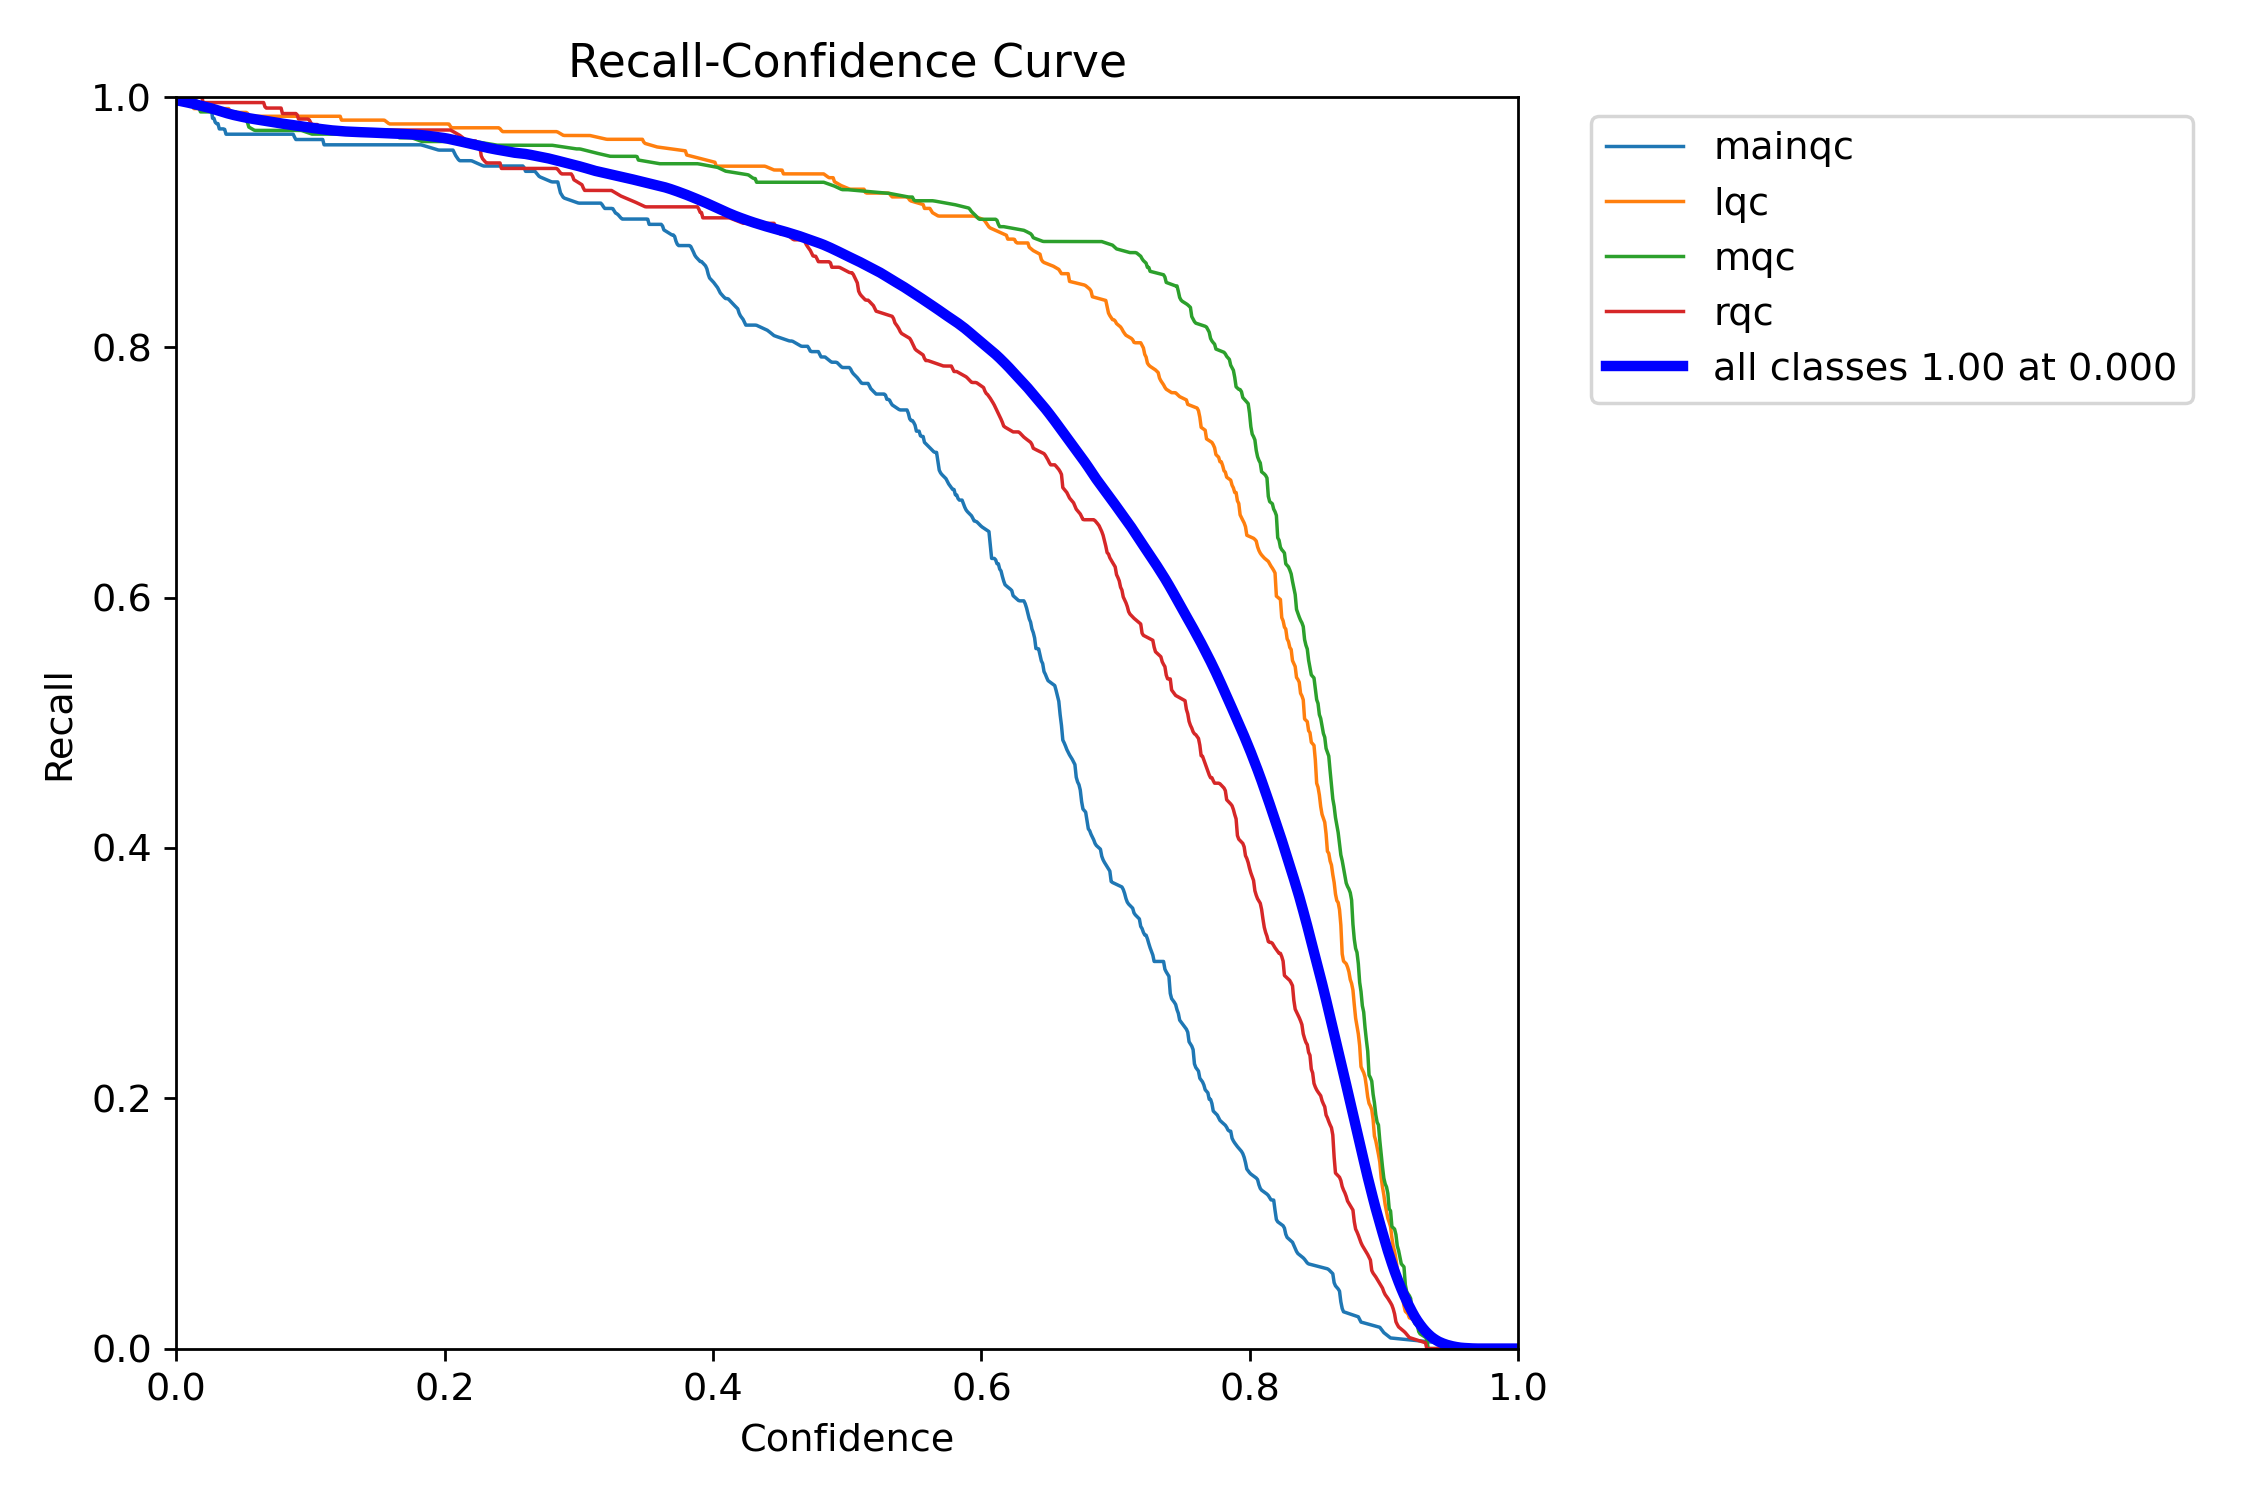 Recall-Confidence Curve
1.0
0.8
0.6
0.4
0.2
0.0
Recall
0.0 0.2 0.4 0.6 0.8 1.0
Confidence
mainqc
lqc
mqc
rqc
all classes 1.00 at 0.000